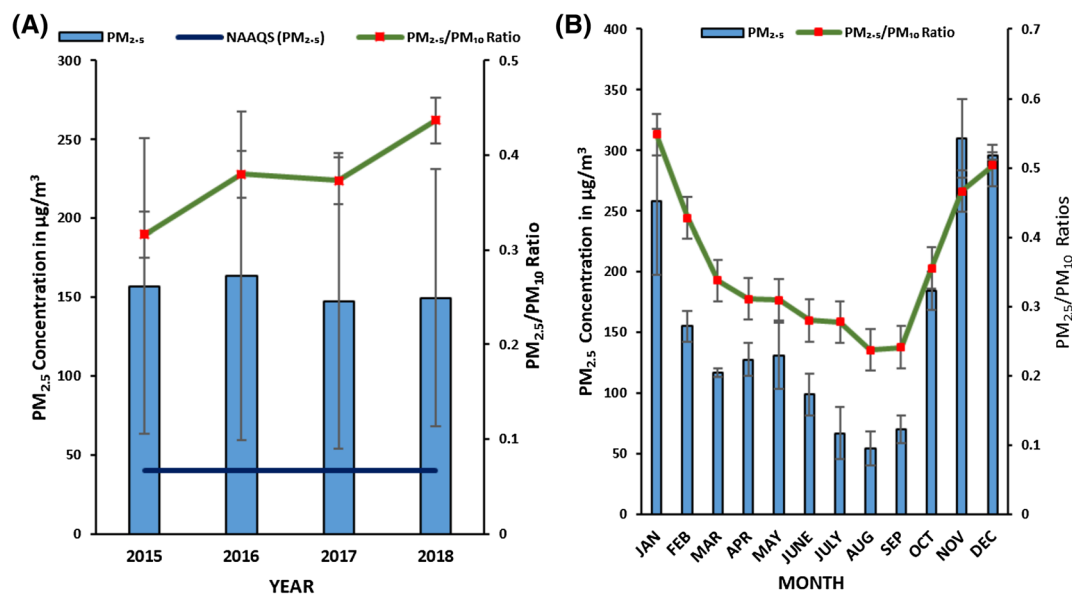 (A)
PM2.5 NAAQS (PM2.5) PM2.5/PM10 Ratio
PM2.5 Concentration in µg/m³
300
250
200
150
100
50
0
0.5
0.4
0.3
0.2
0.1
0
PM2.5/PM10 Ratio
2015 2016 2017 2018
YEAR
(B)
PM2.5 PM2.5/PM10 Ratio
PM2.5 Concentration in µg/m³
400
350
300
250
200
150
100
50
0
0.7
0.6
0.5
0.4
0.3
0.2
0.1
0
PM2.5/PM10 Ratios
JAN FEB MAR APR MAY JUNE JULY AUG SEP OCT NOV DEC
MONTH